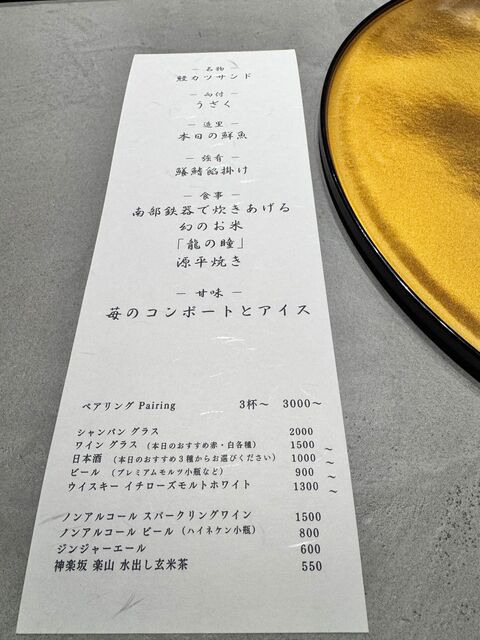 ― 名物 ―
鰹カツサンド
― 向付 ―
うざく
― 造里 ―
本日の鮮魚
― 強肴 ―
鱶鰭餡掛け
― 食事 ―
南部鉄器で炊きあげる
幻のお米
「龍の瞳」
源平焼き
― 甘味 ―
苺のコンポートとアイス
ペアリング Pairing 3杯~ 3000~
シャンパン グラス 2000
ワイン グラス (本日のおすすめ赤・白各種) 1500 ~
日本酒 (本日のおすすめ3種からお選びください) 1000 ~
ビール (プレミアムモルツ小瓶など) 900 ~
ウイスキー イチローズモルトホワイト 1300 ~
ノンアルコール スパークリングワイン 1500
ノンアルコール ビール (ハイネケン小瓶) 800
ジンジャーエール 600
神楽坂 楽山 水出し玄米茶 550